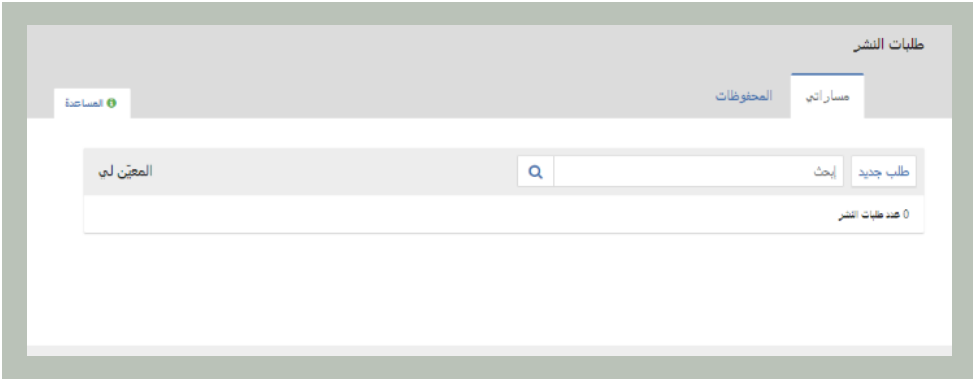 طلبات النشر
مساراتي
المحفوظات
المساعدة
طلب جديد
إبحث
المعيّن لي
0 عدد طلبات النشر